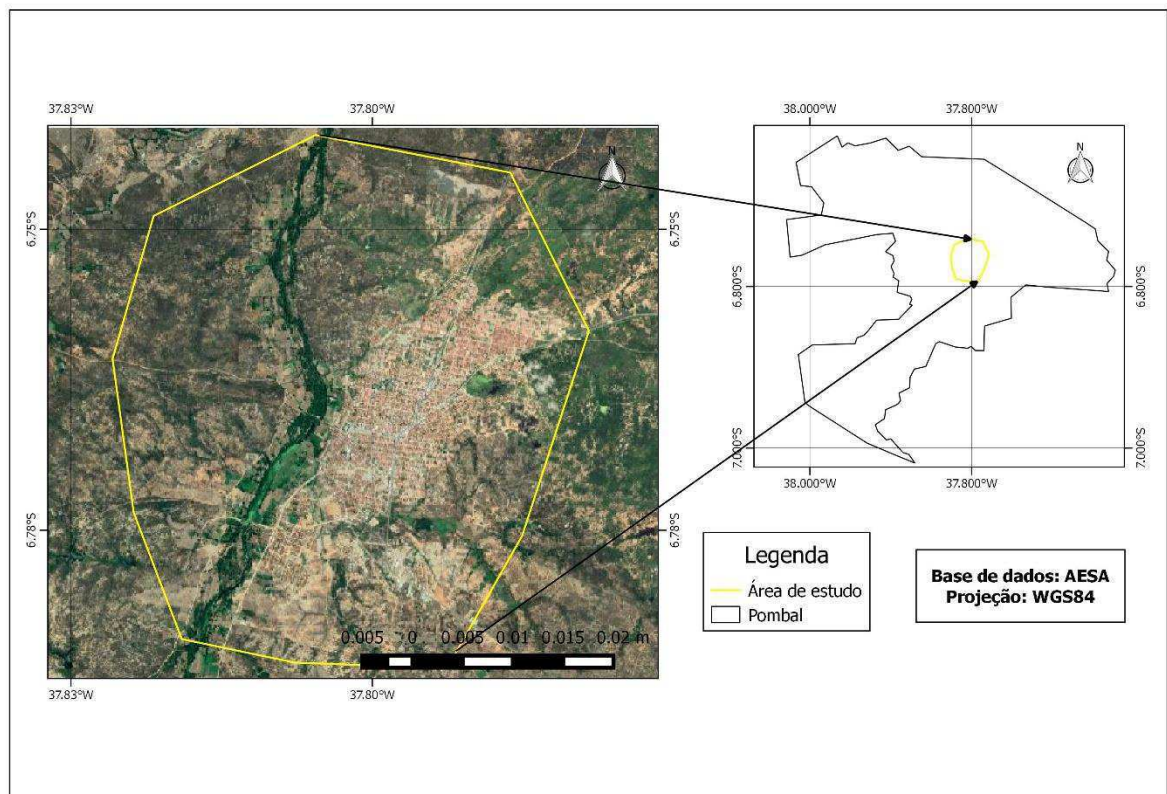 37.83°W 37.80°W
N
6.75°S 6.75°S
6.78°S 6.78°S
0.005 0 0.005 0.01 0.015 0.02 m
37.83°W 37.80°W
38.000°W 37.800°W
N
6.800°S 6.800°S
7.000°S 7.000°S
38.000°W 37.800°W
Legenda
Área de estudo
Pombal
Base de dados: AESA
Projeção: WGS84